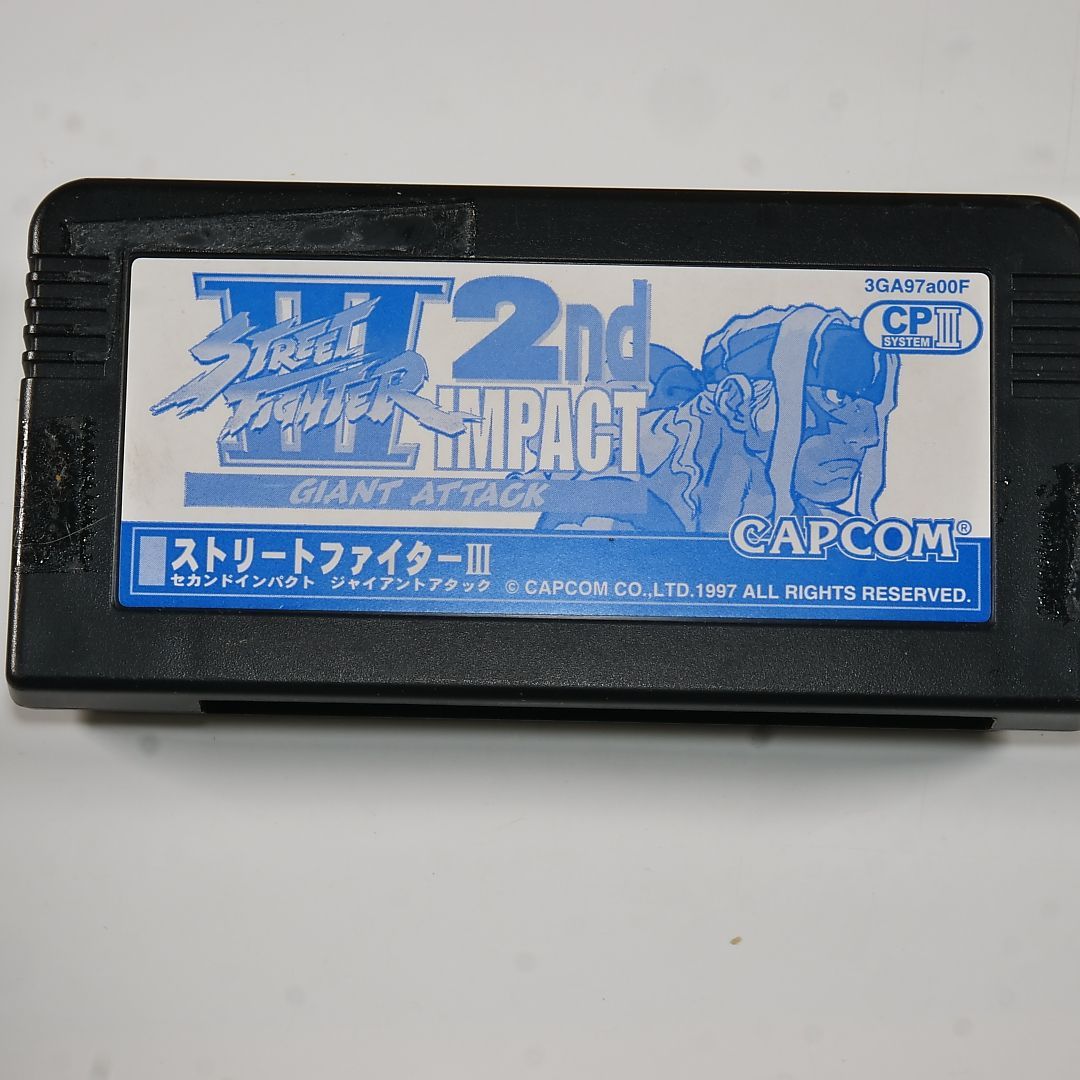 3GA97a00F
CP
SYSTEM
III
STREET
FIGHTER
III
2nd
IMPACT
GIANT ATTACK
CAPCOM®
ストリートファイターIII
セカンドインパクト ジャイアントアタック © CAPCOM CO.,LTD.1997 ALL RIGHTS RESERVED.